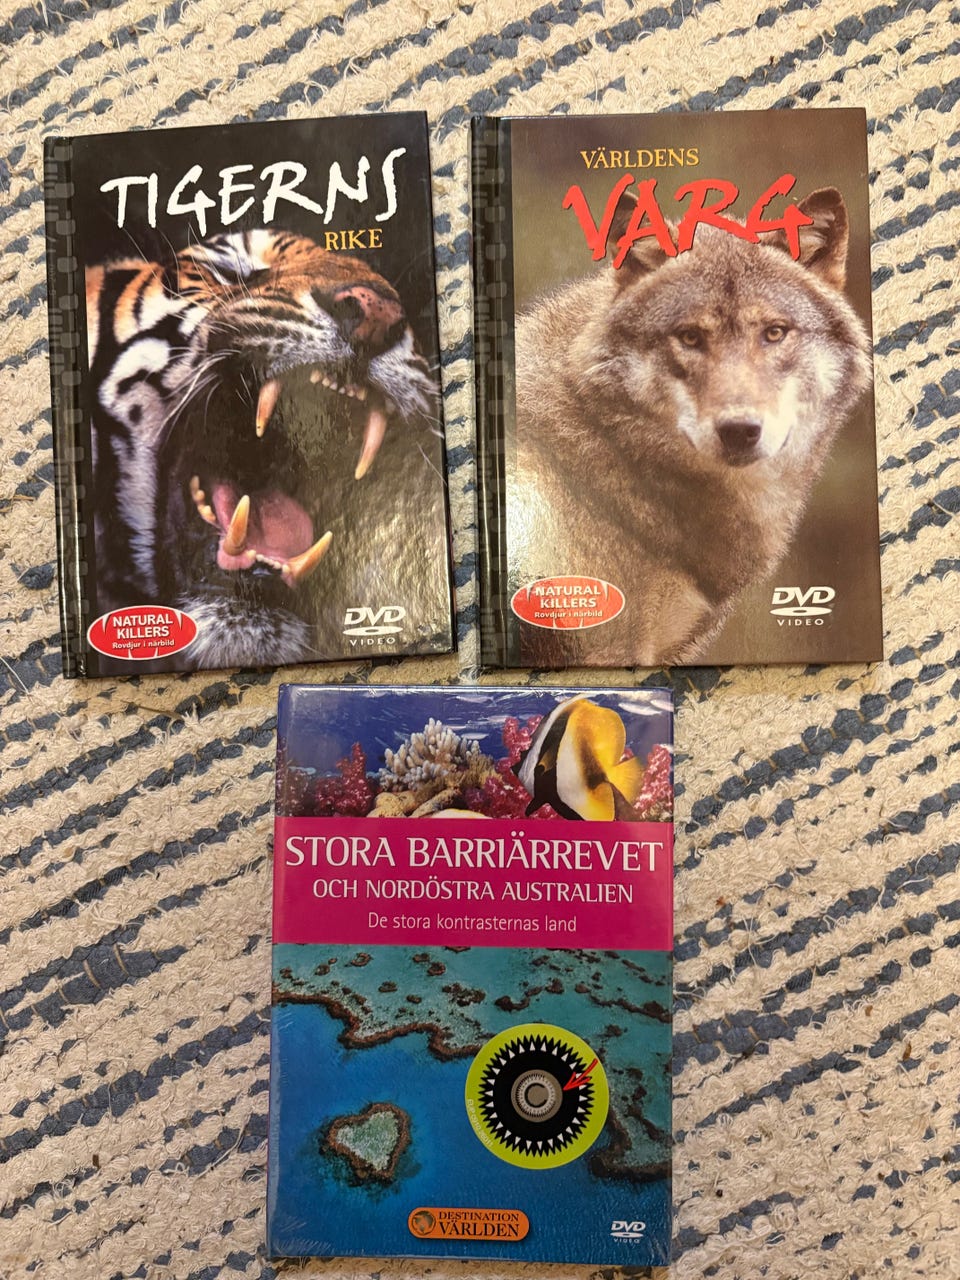 TIGERNS
RIKE
NATURAL
KILLERS
Rovdjur i närbild
DVD
VIDEO
VÄRLDENS
VARG
NATURAL
KILLERS
Rovdjur i närbild
DVD
VIDEO
STORA BARRIÄRREVET
OCH NORDÖSTRA AUSTRALIEN
De stora kontrasternas land
DESTINATION
VÄRLDEN
DVD
VIDEO